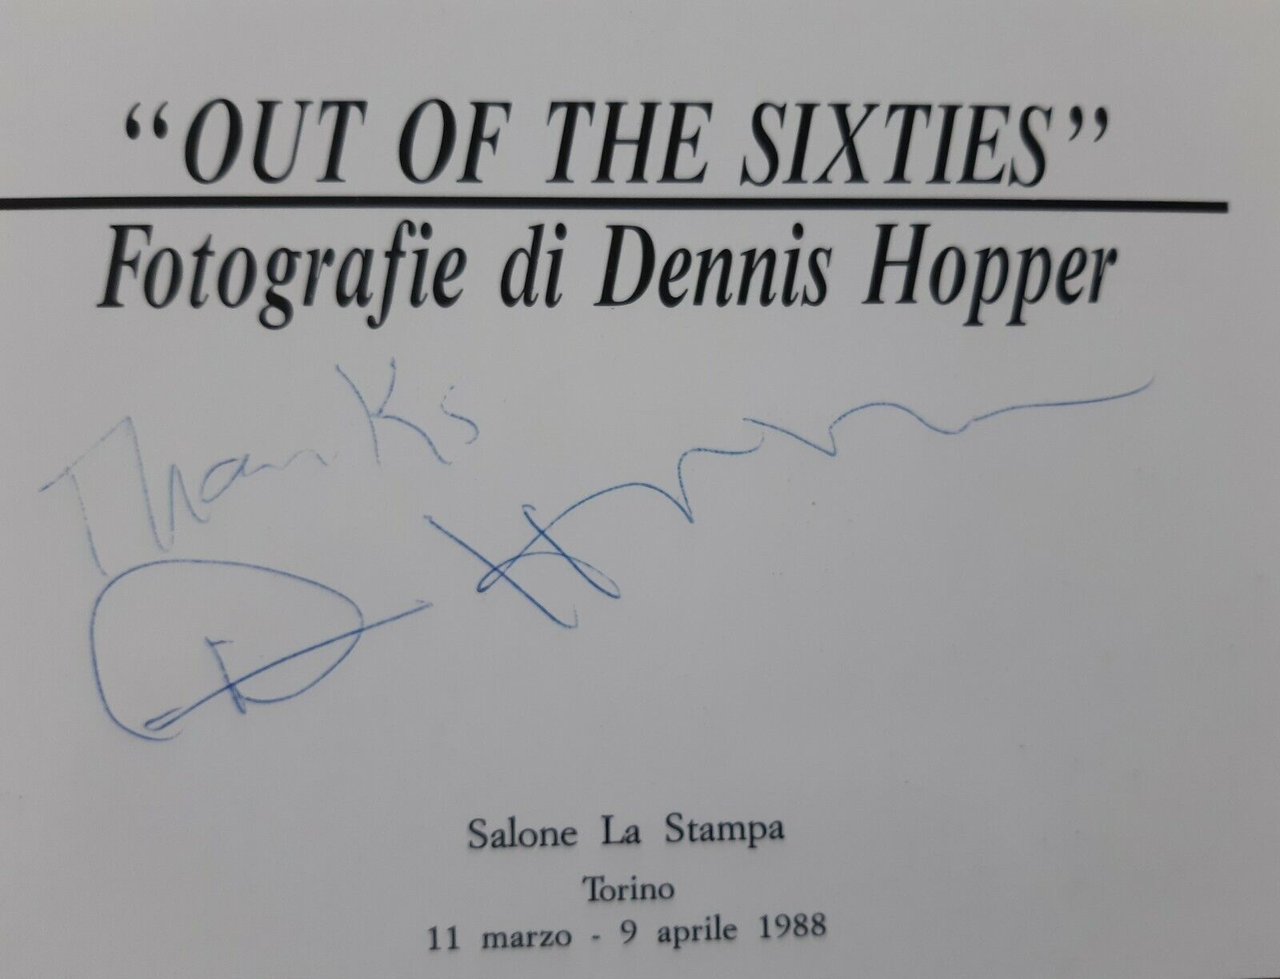 “OUT OF THE SIXTIES”
Fotografie di Dennis Hopper
Thanks
Salone La Stampa
Torino
11 marzo - 9 aprile 1988